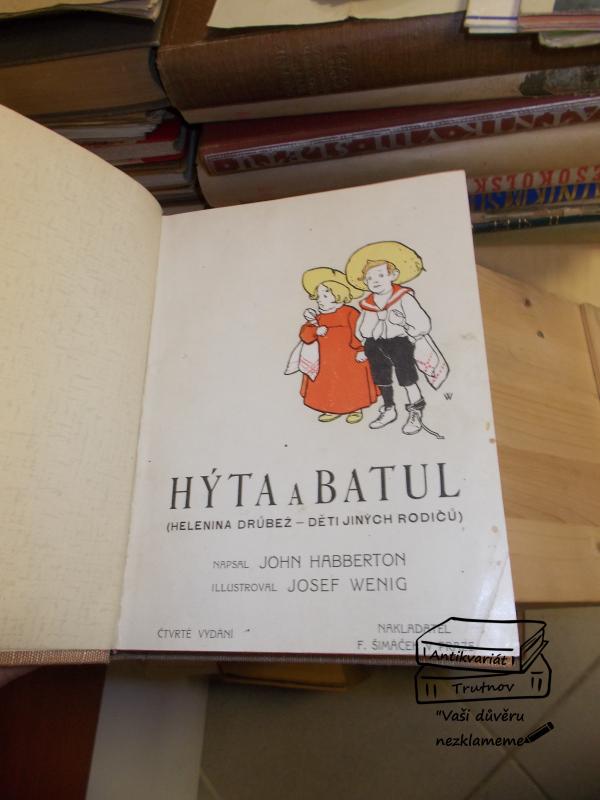 HÝTA A BATUL
(HELENINA DRŮBEŽ – DĚTI JINÝCH RODIČŮ)
NAPSAL JOHN HABBERTON
ILLUSTROVAL JOSEF WENIG
ČTVRTÉ VYDÁNÍ
NAKLADATEL
F. ŠIMÁČEK
W
Antikvariát
Trutnov
"Vaši důvěru
nezklameme